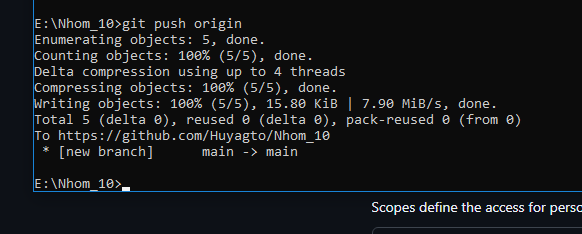 E:\Nhom_10>git push origin
Enumerating objects: 5, done.
Counting objects: 100% (5/5), done.
Delta compression using up to 4 threads
Compressing objects: 100% (5/5), done.
Writing objects: 100% (5/5), 15.80 KiB | 7.90 MiB/s, done.
Total 5 (delta 0), reused 0 (delta 0), pack-reused 0 (from 0)
To https://github.com/Huyagto/Nhom_10
 * [new branch]      main -> main
E:\Nhom_10>
Scopes define the access for perso